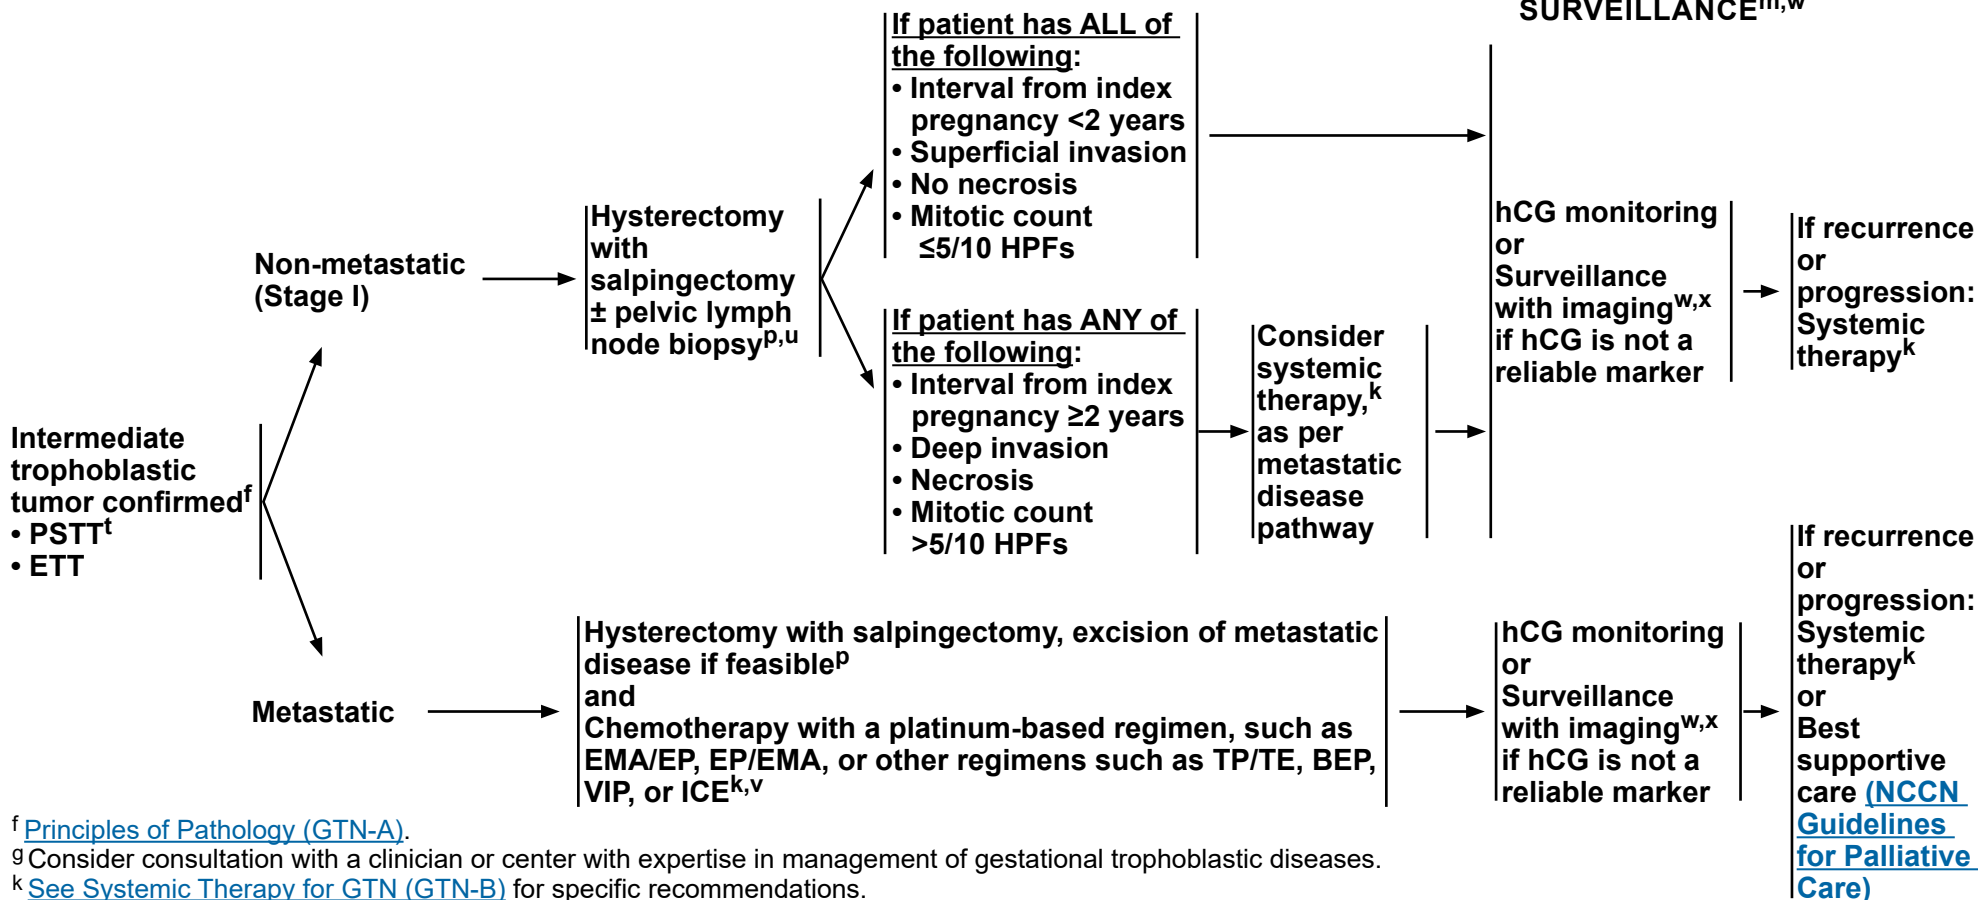 SURVEILLANCEm,w
Intermediate
trophoblastic
tumor confirmedf
• PSTTt
• ETT
Non-metastatic
(Stage I)
Hysterectomy
with
salpingectomy
± pelvic lymph
node biopsyp,u
If patient has ALL of
the following:
• Interval from index
pregnancy <2 years
• Superficial invasion
• No necrosis
• Mitotic count
≤5/10 HPFs
If patient has ANY of
the following:
• Interval from index
pregnancy ≥2 years
• Deep invasion
• Necrosis
• Mitotic count
>5/10 HPFs
Consider
systemic
therapy,k
as per
metastatic
disease
pathway
hCG monitoring
or
Surveillance
with imagingw,x
if hCG is not a
reliable marker
If recurrence
or
progression:
Systemic
therapyk
Metastatic
Hysterectomy with salpingectomy, excision of metastatic
disease if feasiblep
and
Chemotherapy with a platinum-based regimen, such as
EMA/EP, EP/EMA, or other regimens such as TP/TE, BEP,
VIP, or ICEk,v
hCG monitoring
or
Surveillance
with imagingw,x
if hCG is not a
reliable marker
If recurrence
or
progression:
Systemic
therapyk
or
Best
supportive
care (NCCN
Guidelines
for Palliative
Care)
f Principles of Pathology (GTN-A).
g Consider consultation with a clinician or center with expertise in management of gestational trophoblastic diseases.
k See Systemic Therapy for GTN (GTN-B) for specific recommendations.